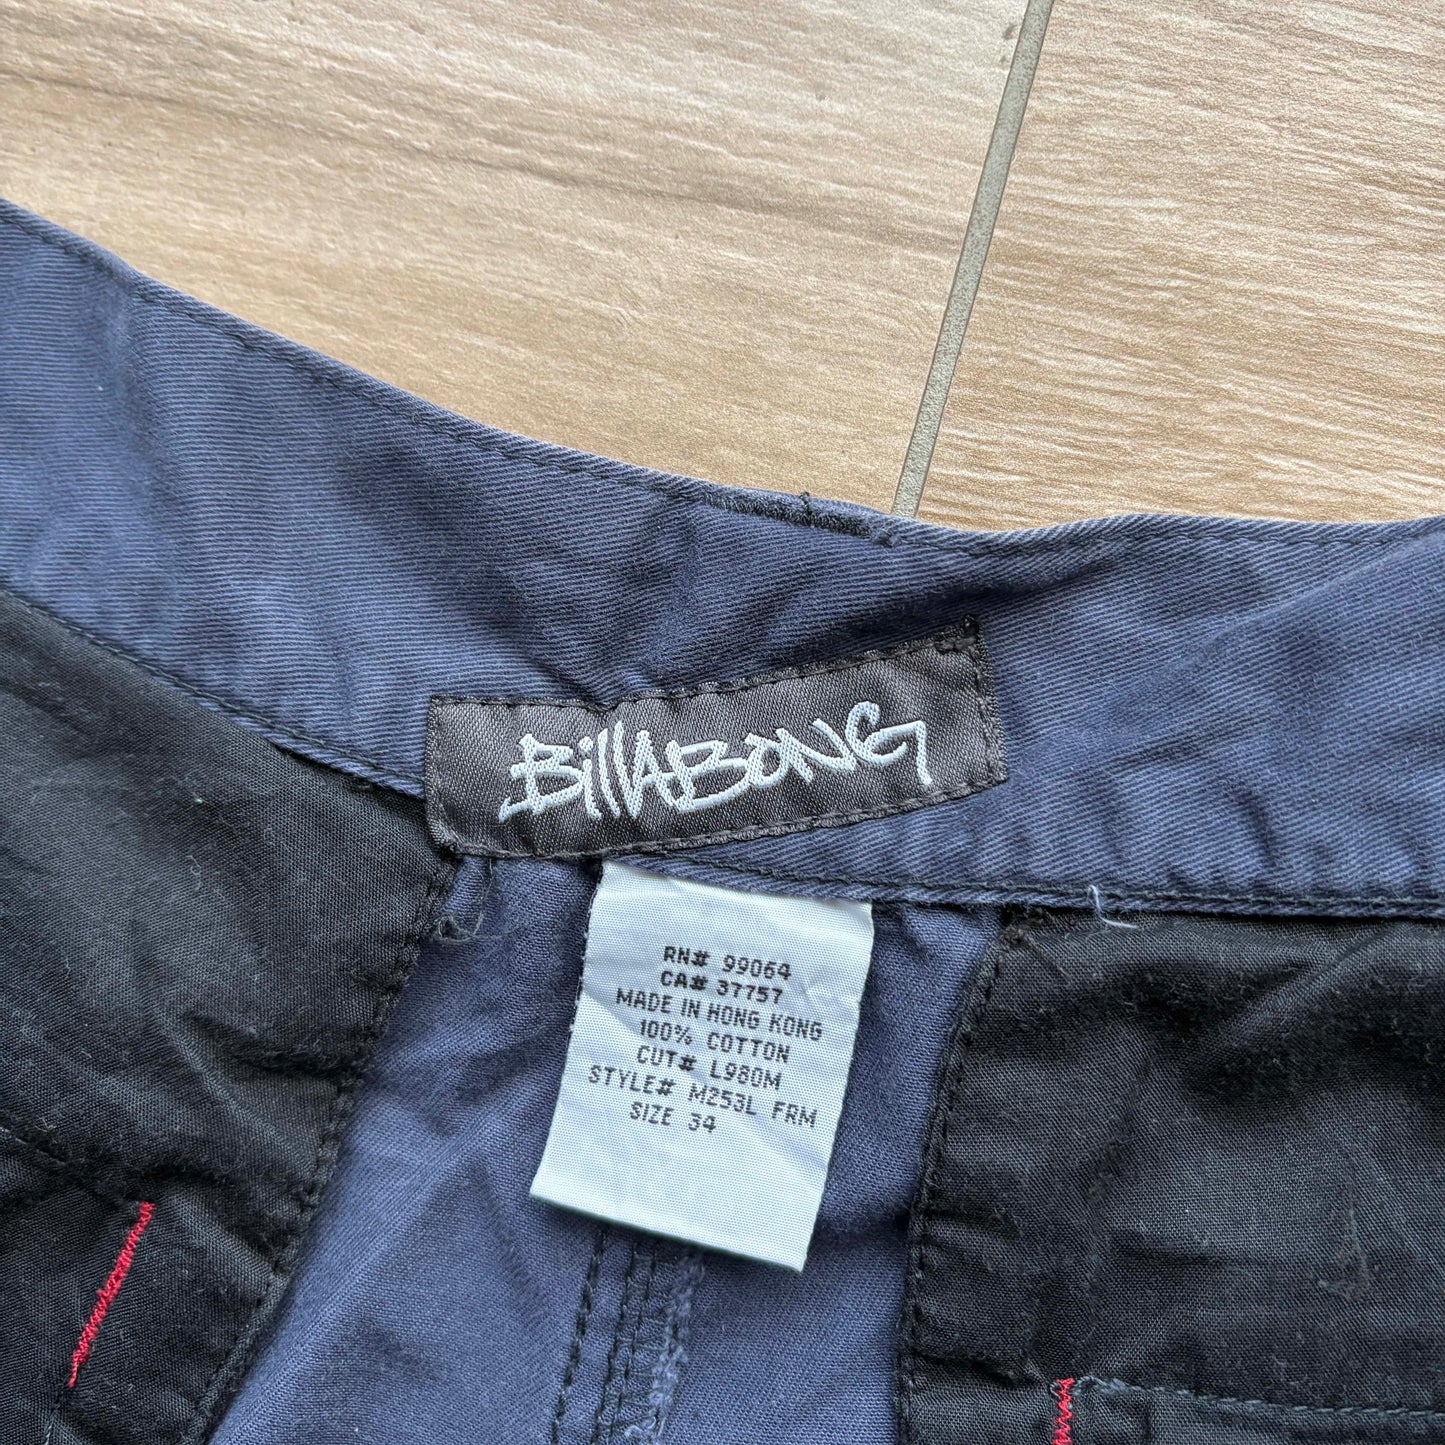 BillABONG
RN# 99064
CA# 37757
MADE IN HONG KONG
100% COTTON
CUT# L980M
STYLE# M253L FRM
SIZE 34